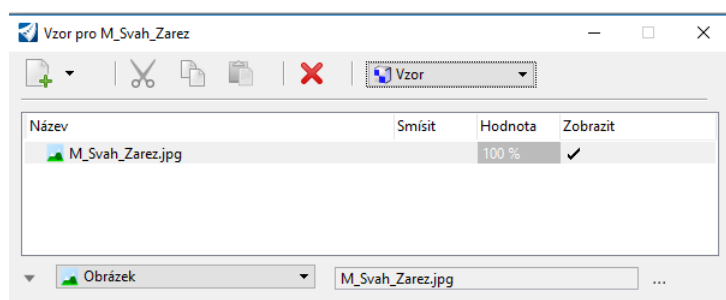 Vzor pro M_Svah_Zarez
Vzor
Název Smísit Hodnota Zobrazit
M_Svah_Zarez.jpg 100 %
Obrázek M_Svah_Zarez.jpg ...